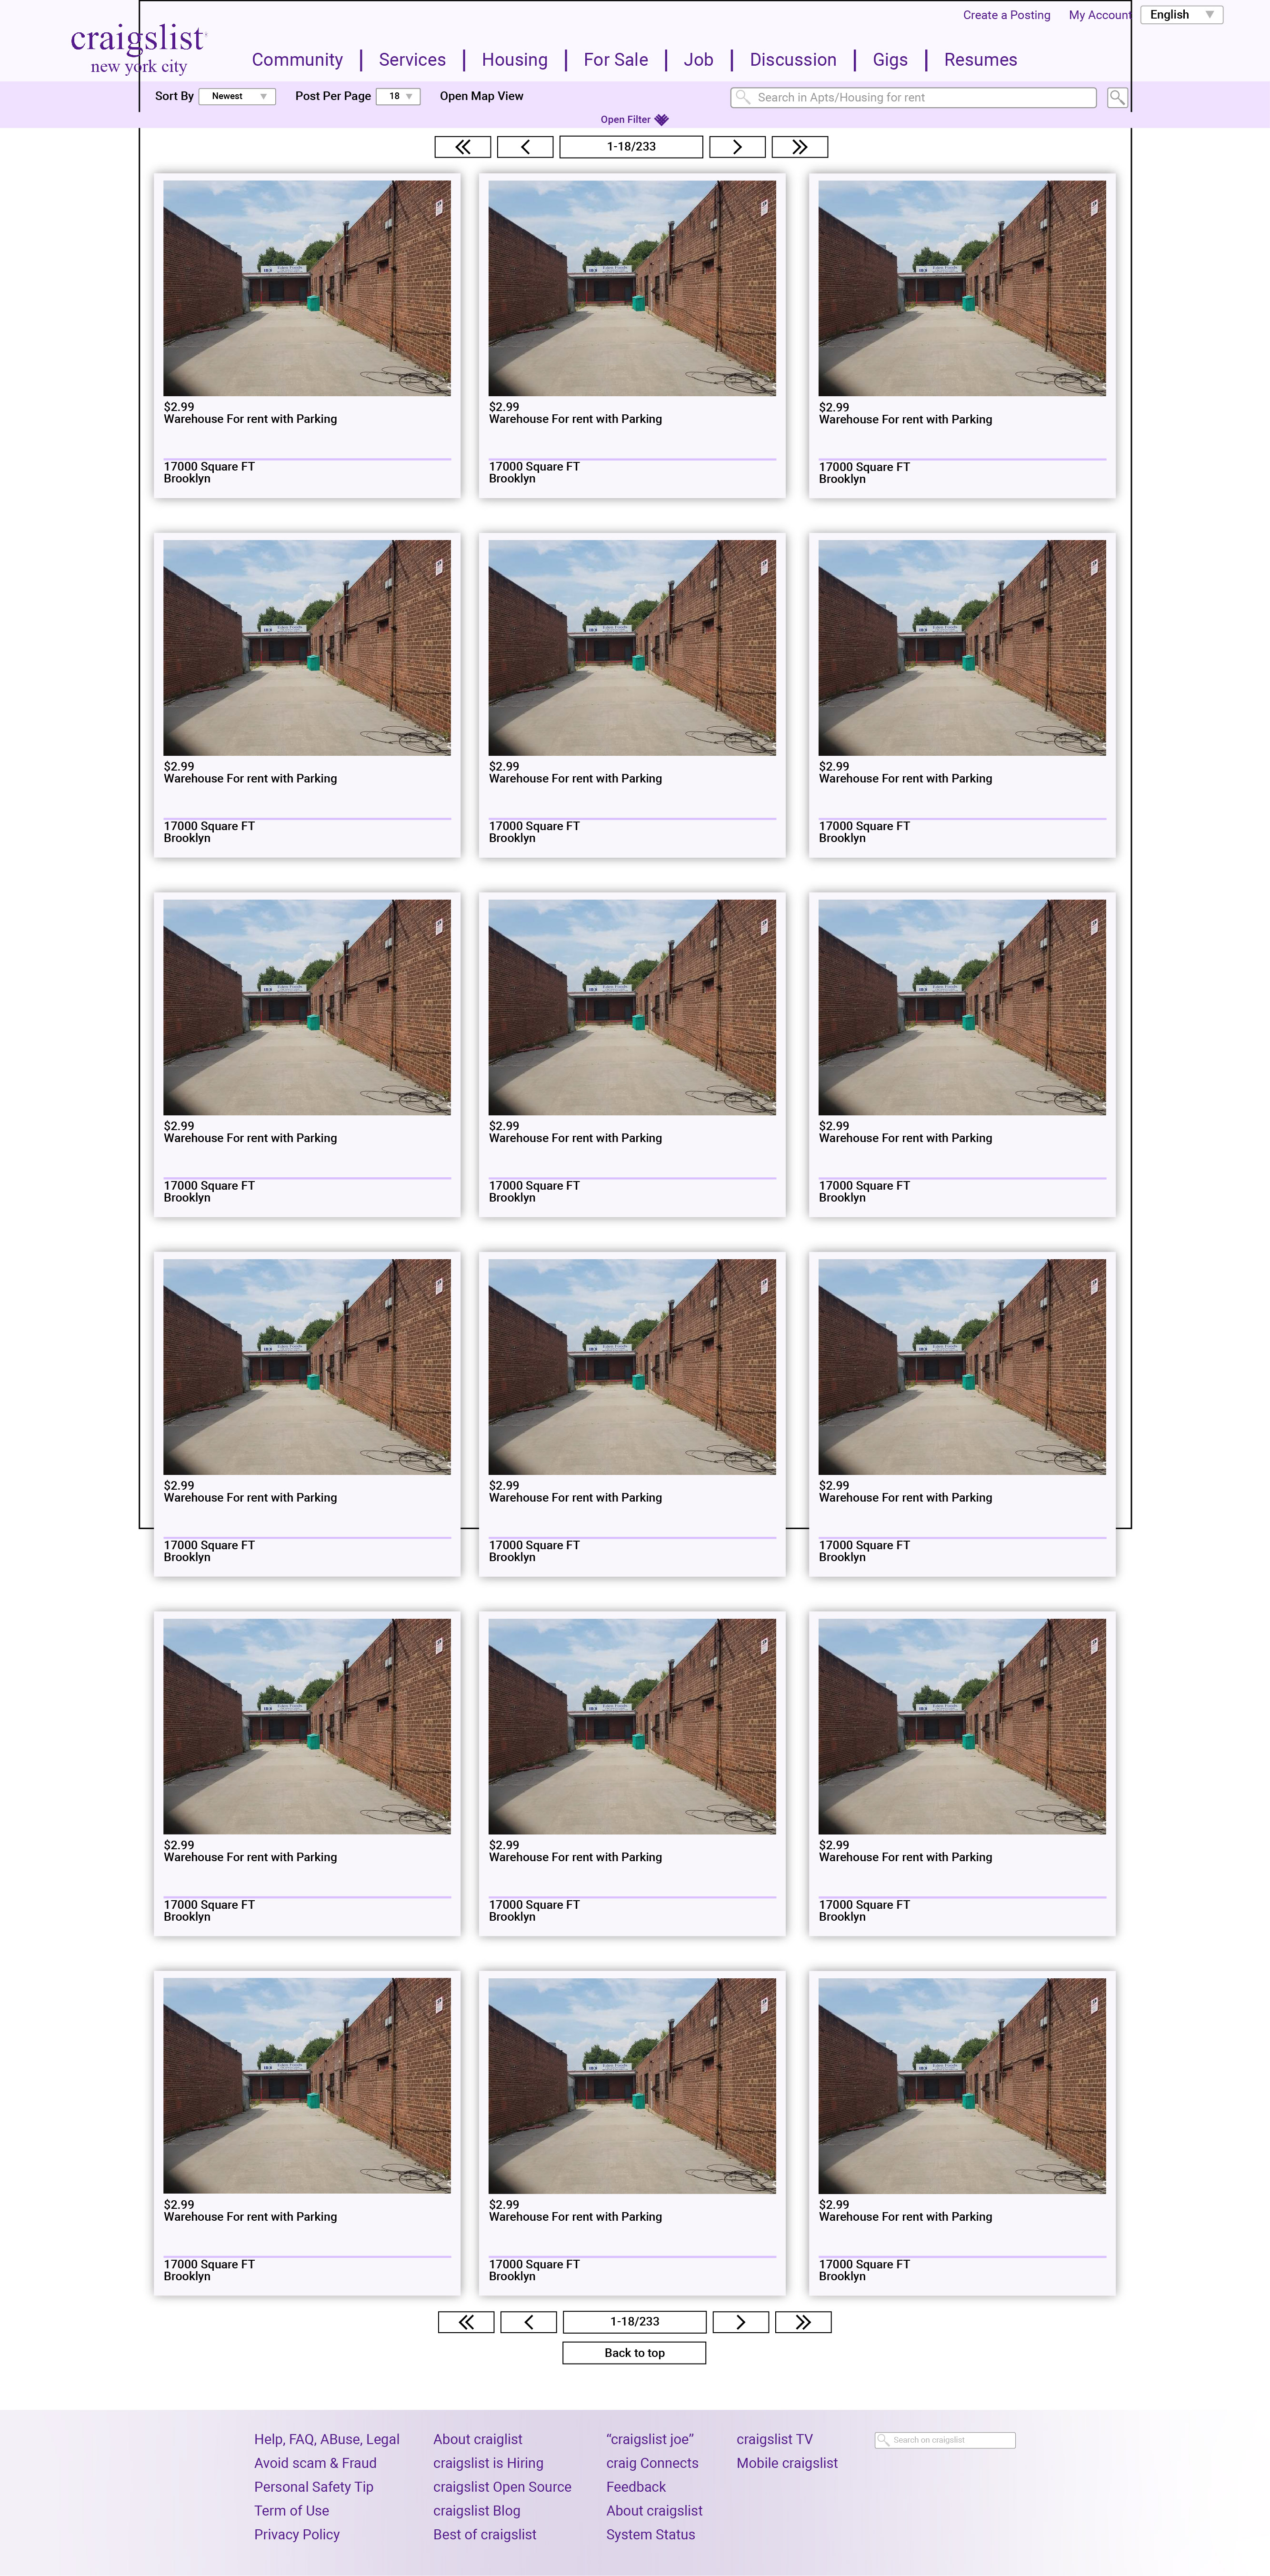 Create a Posting My Account English
craigslist
new york city
Community Services Housing For Sale Job Discussion Gigs Resumes
Sort By Newest Post Per Page 18 Open Map View Search in Apts/Housing for rent
Open Filter
1-18/233
$2.99 $2.99 $2.99
Warehouse For rent with Parking Warehouse For rent with Parking Warehouse For rent with Parking
17000 Square FT 17000 Square FT 17000 Square FT
Brooklyn Brooklyn Brooklyn
$2.99 $2.99 $2.99
Warehouse For rent with Parking Warehouse For rent with Parking Warehouse For rent with Parking
17000 Square FT 17000 Square FT 17000 Square FT
Brooklyn Brooklyn Brooklyn
$2.99 $2.99 $2.99
Warehouse For rent with Parking Warehouse For rent with Parking Warehouse For rent with Parking
17000 Square FT 17000 Square FT 17000 Square FT
Brooklyn Brooklyn Brooklyn
$2.99 $2.99 $2.99
Warehouse For rent with Parking Warehouse For rent with Parking Warehouse For rent with Parking
17000 Square FT 17000 Square FT 17000 Square FT
Brooklyn Brooklyn Brooklyn
$2.99 $2.99 $2.99
Warehouse For rent with Parking Warehouse For rent with Parking Warehouse For rent with Parking
17000 Square FT 17000 Square FT 17000 Square FT
Brooklyn Brooklyn Brooklyn
$2.99 $2.99 $2.99
Warehouse For rent with Parking Warehouse For rent with Parking Warehouse For rent with Parking
17000 Square FT 17000 Square FT 17000 Square FT
Brooklyn Brooklyn Brooklyn
1-18/233
Back to top
Help, FAQ, ABuse, Legal About craiglist “craigslist joe” craigslist TV Search on craigslist
Avoid scam & Fraud craigslist is Hiring craig Connects Mobile craigslist
Personal Safety Tip craigslist Open Source Feedback
Term of Use craigslist Blog About craigslist
Privacy Policy Best of craigslist System Status